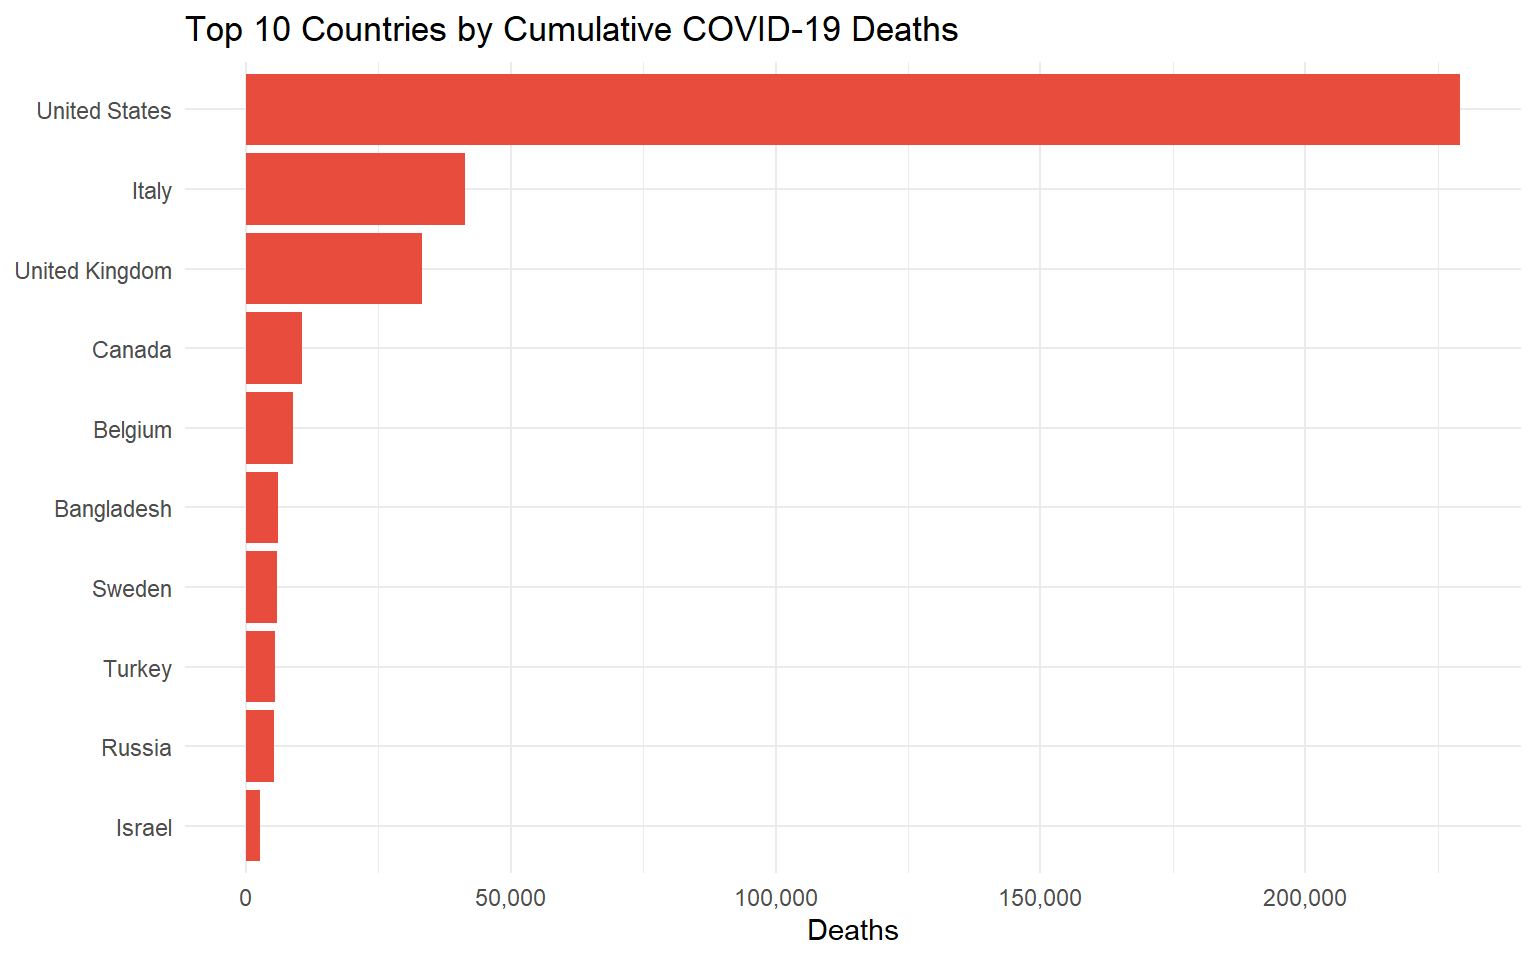 Top 10 Countries by Cumulative COVID-19 Deaths
United States
Italy
United Kingdom
Canada
Belgium
Bangladesh
Sweden
Turkey
Russia
Israel
0 50,000 100,000 150,000 200,000
Deaths